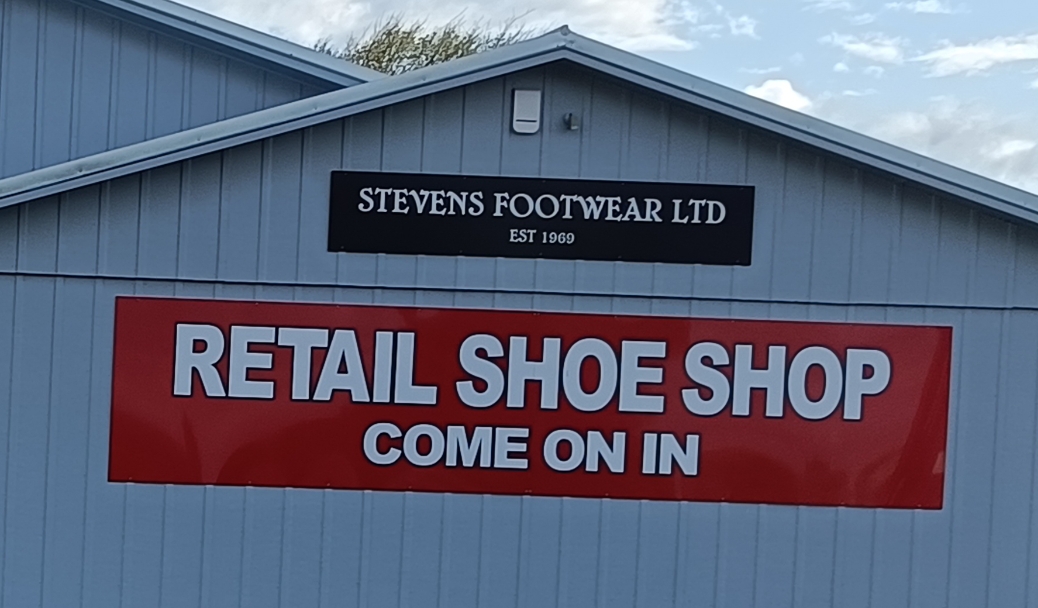 STEVENS FOOTWEAR LTD
EST 1969
RETAIL SHOE SHOP
COME ON IN